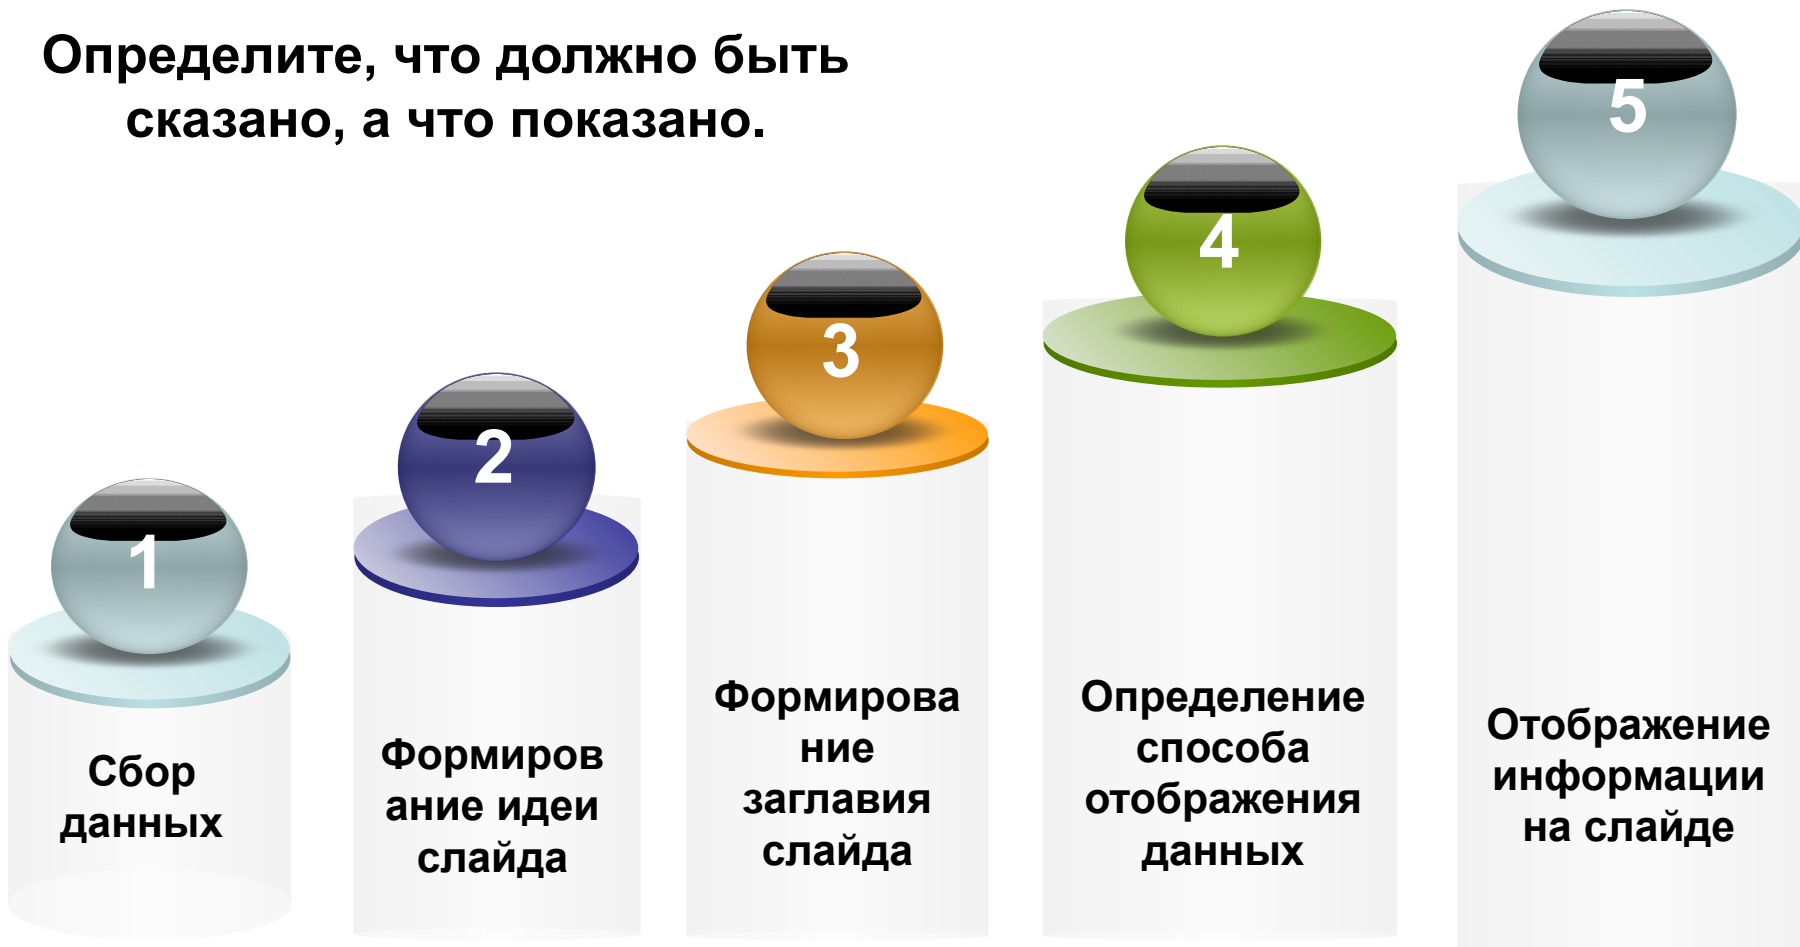 Определите, что должно быть
сказано, а что показано.
1
Сбор
данных
2
Формиров
ание идеи
слайда
3
Формирова
ние
заглавия
слайда
4
Определение
способа
отображения
данных
5
Отображение
информации
на слайде